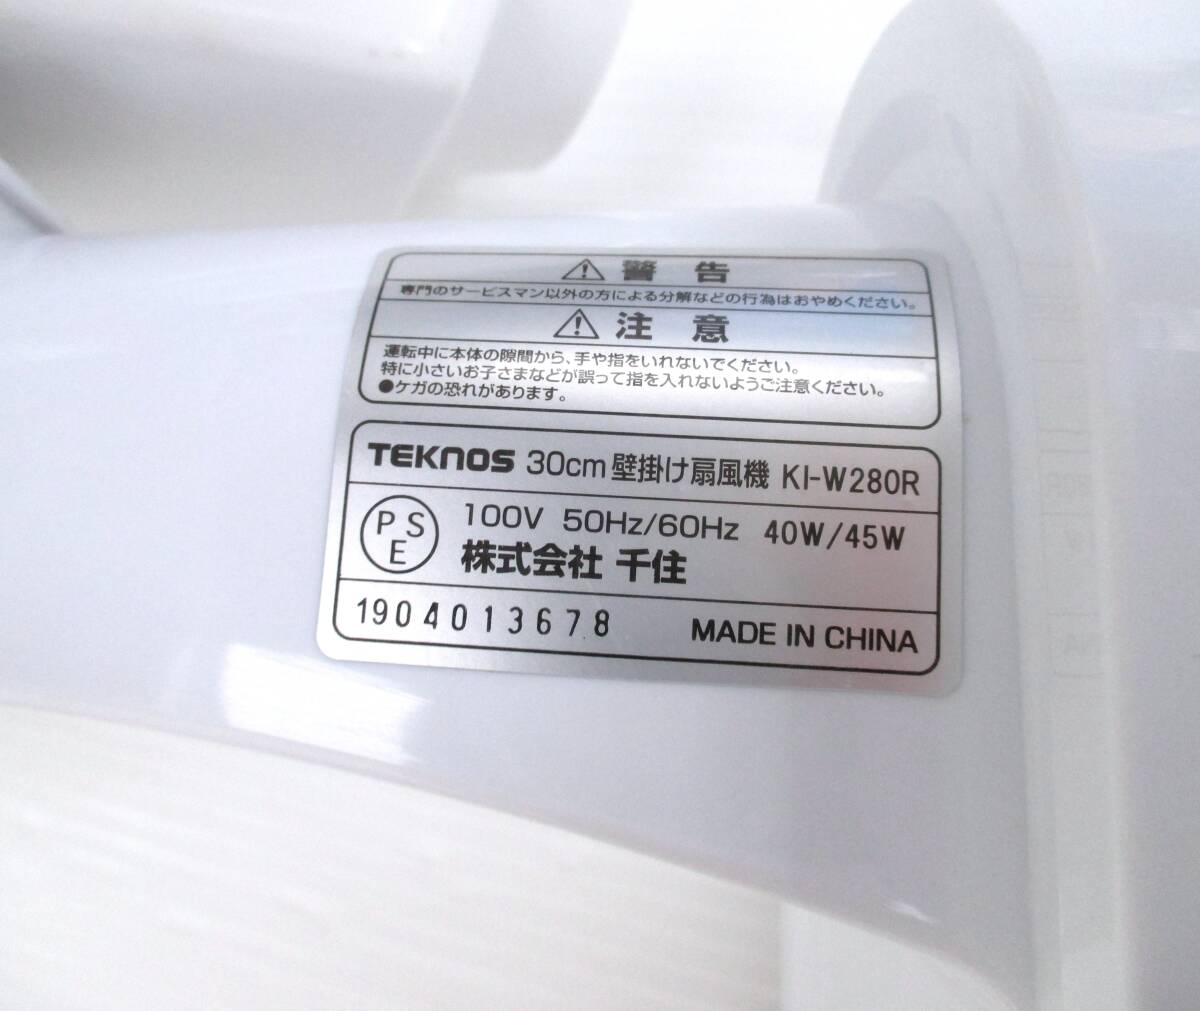 警告
専門のサービスマン以外の方による分解などの行為はおやめください。
注意
運転中に本体の隙間から、手や指をいれないでください。
特に小さいお子さまなどが誤って指を入れないようご注意ください。
●ケガの恐れがあります。
TEKNOS 30cm 壁掛け扇風機 KI-W280R
PSE 100V 50Hz/60Hz 40W/45W
株式会社 千住
1904013678 MADE IN CHINA